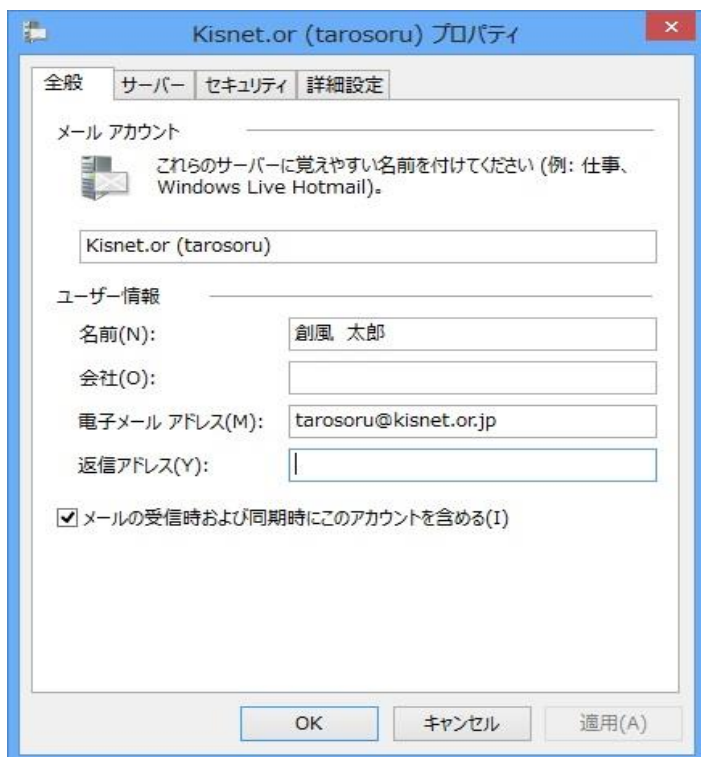 Kisnet.or (tarosoru) プロパティ
×
全般 サーバー セキュリティ 詳細設定
メール アカウント
これらのサーバーに覚えやすい名前を付けてください (例: 仕事、
Windows Live Hotmail)。
Kisnet.or (tarosoru)
ユーザー情報
名前(N): 創風 太郎
会社(O):
電子メール アドレス(M): tarosoru@kisnet.or.jp
返信アドレス(Y):
メールの受信時および同期時にこのアカウントを含める(I)
OK キャンセル 適用(A)